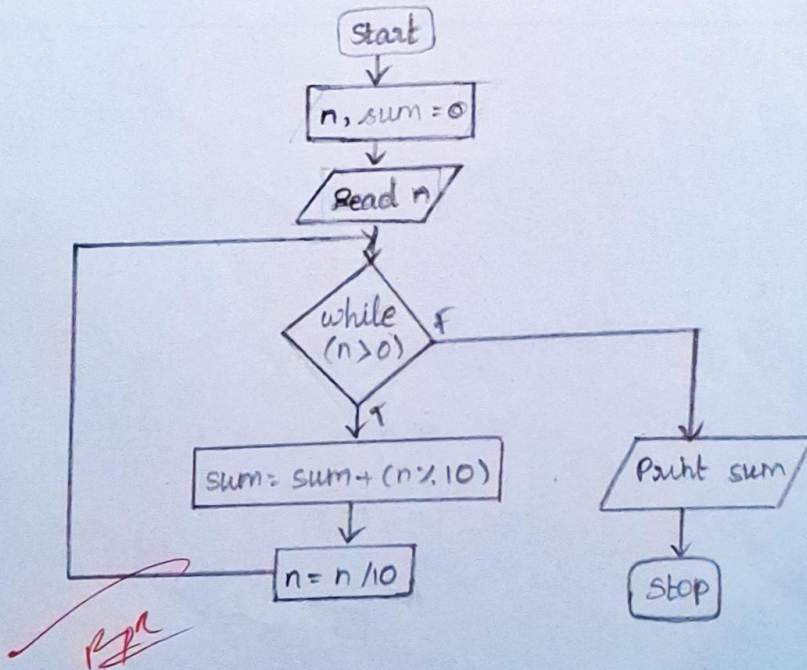 Start
n, sum = 0
Read n
while
(n>0)
F
T
sum = sum + (n % 10)
n = n /10
Print sum
Stop